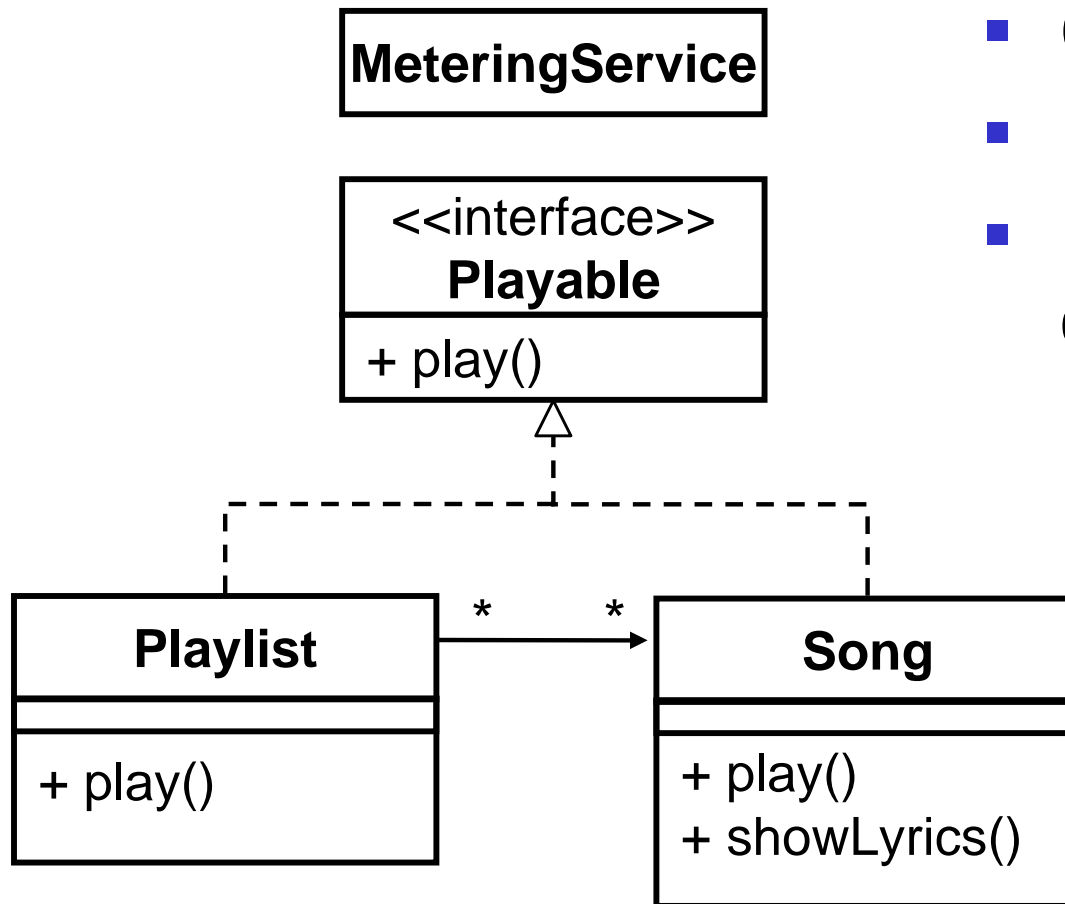 MeteringService
<<interface>>
Playable
+ play()
* *
Playlist
+ play()
Song
+ play()
+ showLyrics()